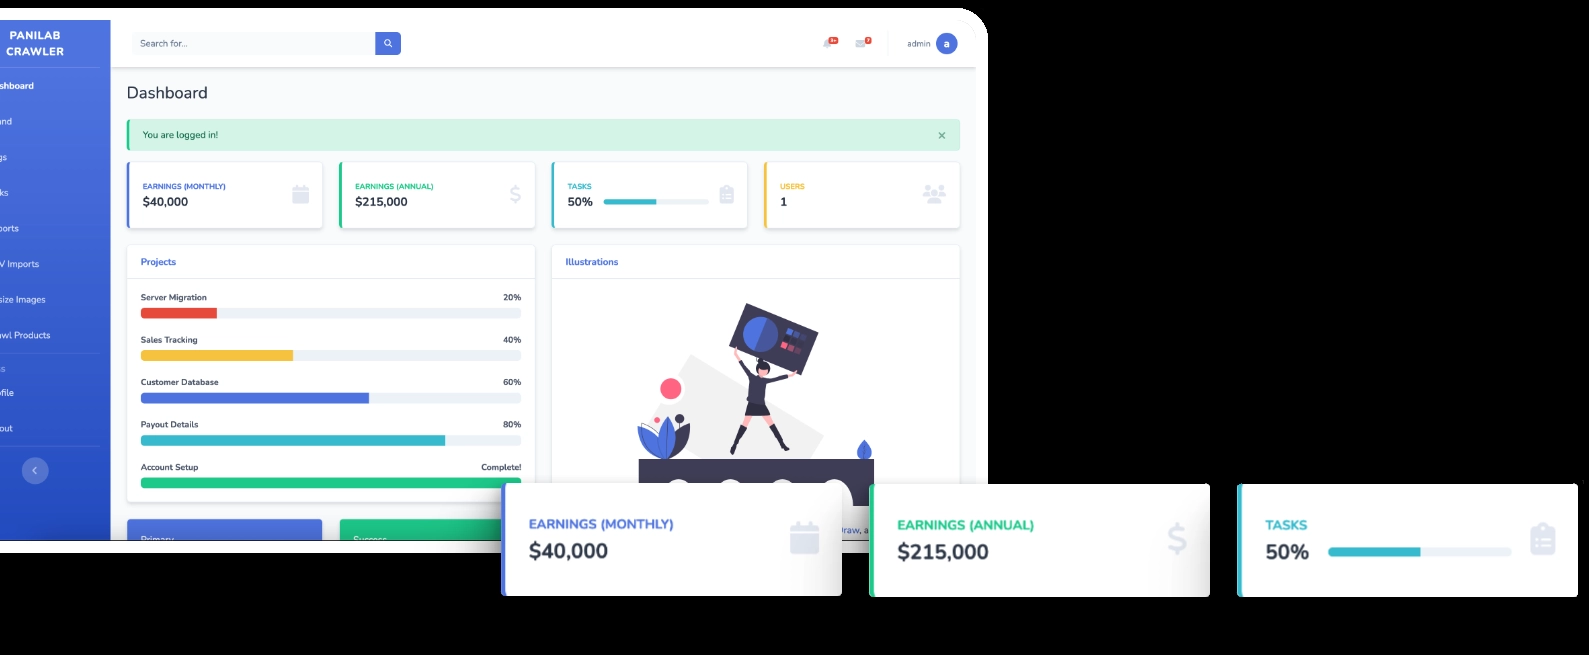 PANILAB
CRAWLER
Search for...
3+
7
admin
a
shboard
Dashboard
and
You are logged in!
gs
EARNINGS (MONTHLY)
$40,000
EARNINGS (ANNUAL)
$215,000
TASKS
50%
USERS
1
ks
ports
V Imports
size Images
awl Products
s
ofile
out
Projects
Server Migration 20%
Sales Tracking 40%
Customer Database 60%
Payout Details 80%
Account Setup Complete!
Illustrations
Draw, a
Primary
Success
EARNINGS (MONTHLY)
$40,000
EARNINGS (ANNUAL)
$215,000
TASKS
50%